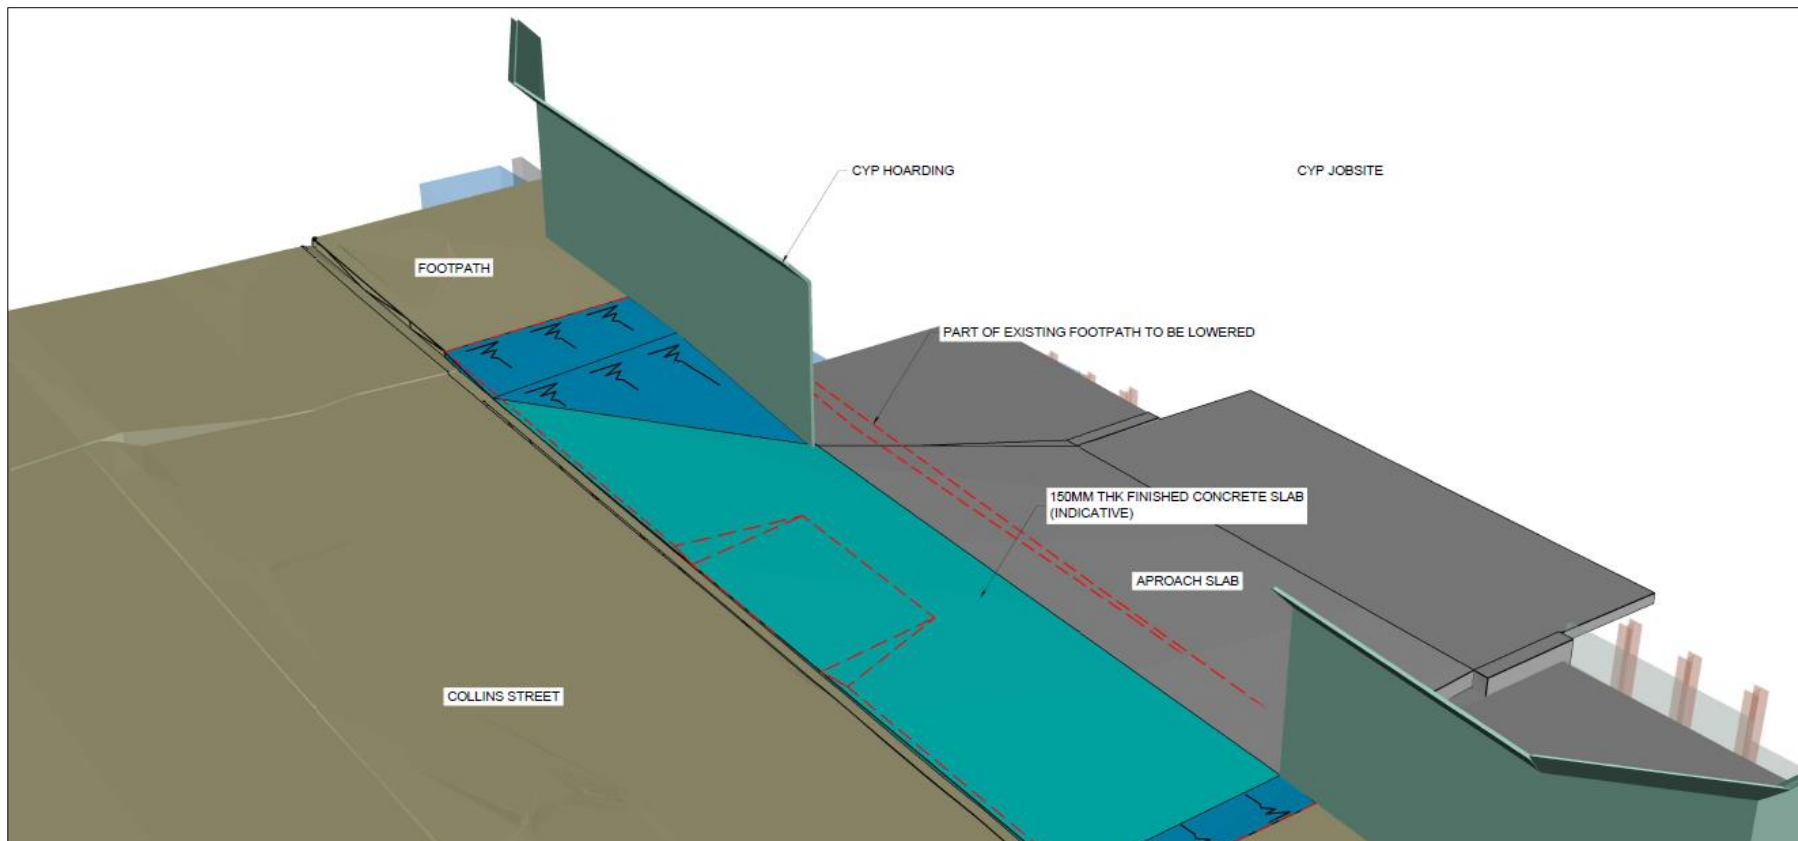 CYP HOARDING
CYP JOBSITE
FOOTPATH
PART OF EXISTING FOOTPATH TO BE LOWERED
150MM THK FINISHED CONCRETE SLAB
(INDICATIVE)
APROACH SLAB
COLLINS STREET